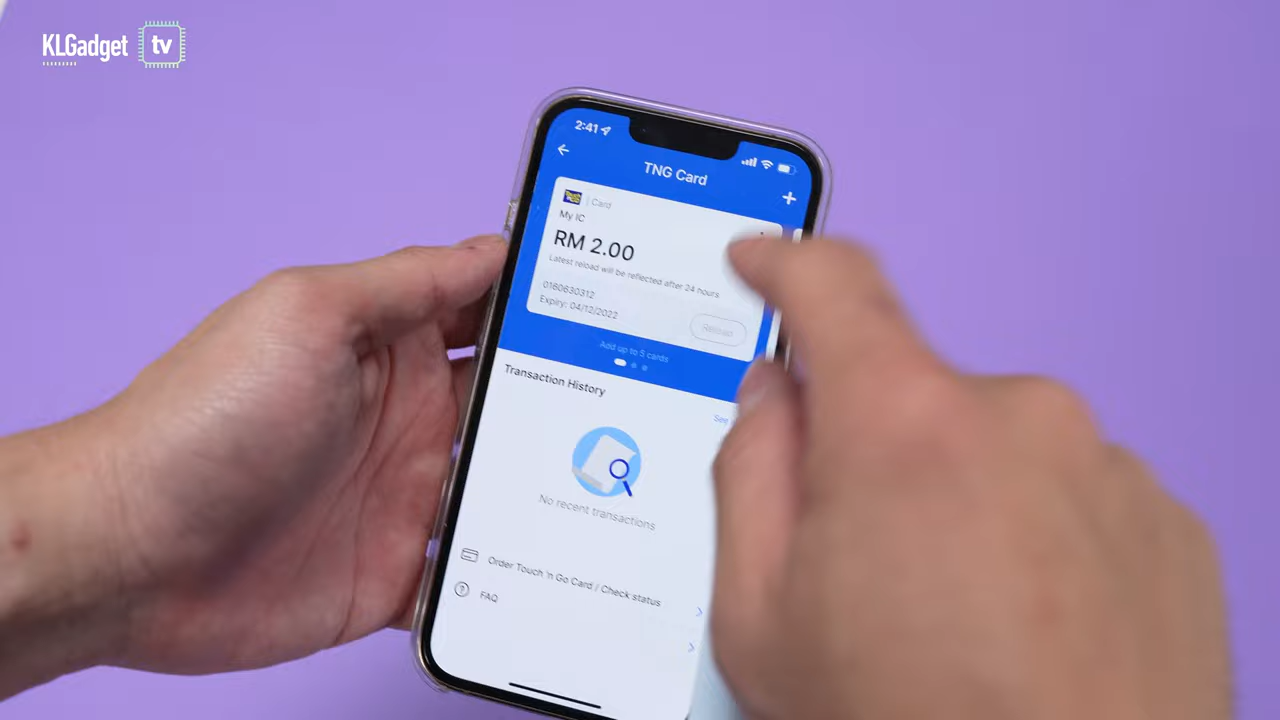 KLGadget tv
2:41
TNG Card
Card
My IC
RM 2.00
Latest reload will be reflected after 24 hours
0180630312
Expiry: 04/12/2022
Reload
Add up to 5 cards
Transaction History
See
No recent transactions
Order Touch 'n Go Card / Check status
FAQ